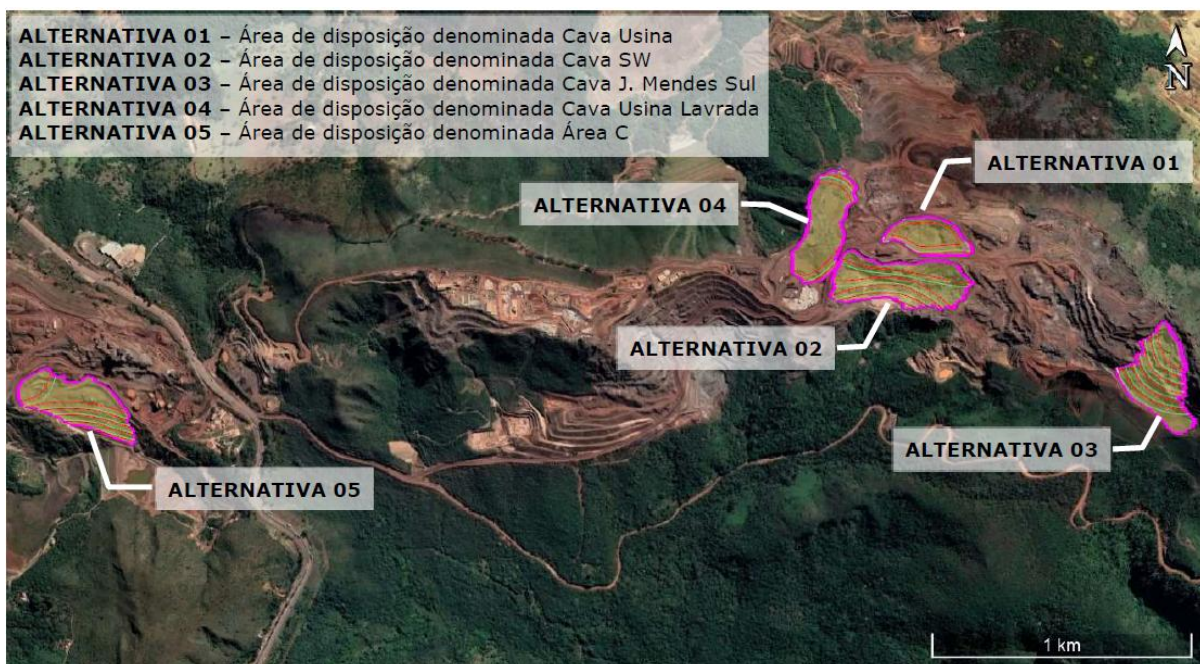 ALTERNATIVA 01 – Área de disposição denominada Cava Usina
ALTERNATIVA 02 – Área de disposição denominada Cava SW
ALTERNATIVA 03 – Área de disposição denominada Cava J. Mendes Sul
ALTERNATIVA 04 – Área de disposição denominada Cava Usina Lavrada
ALTERNATIVA 05 – Área de disposição denominada Área C
N
ALTERNATIVA 01
ALTERNATIVA 04
ALTERNATIVA 02
ALTERNATIVA 03
ALTERNATIVA 05
1 km